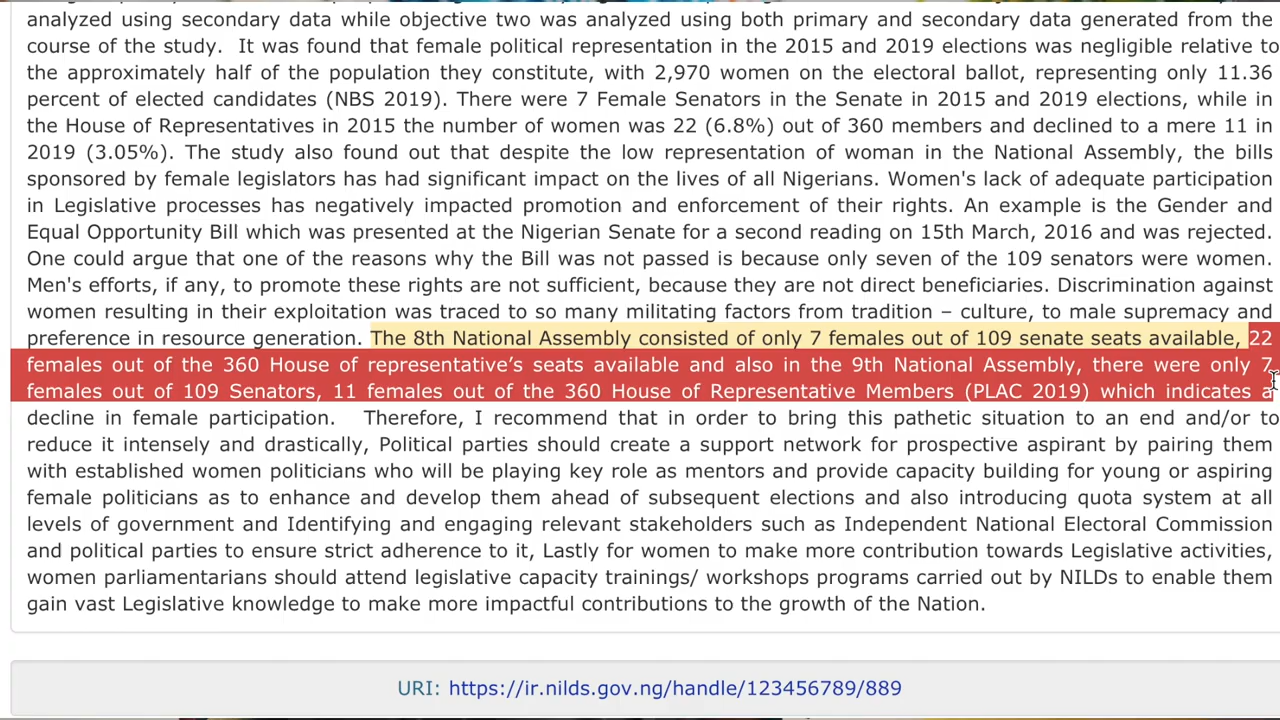 analyzed using secondary data while objective two was analyzed using both primary and secondary data generated from the
course of the study. It was found that female political representation in the 2015 and 2019 elections was negligible relative to
the approximately half of the population they constitute, with 2,970 women on the electoral ballot, representing only 11.36
percent of elected candidates (NBS 2019). There were 7 Female Senators in the Senate in 2015 and 2019 elections, while in
the House of Representatives in 2015 the number of women was 22 (6.8%) out of 360 members and declined to a mere 11 in
2019 (3.05%). The study also found out that despite the low representation of woman in the National Assembly, the bills
sponsored by female legislators has had significant impact on the lives of all Nigerians. Women's lack of adequate participation
in Legislative processes has negatively impacted promotion and enforcement of their rights. An example is the Gender and
Equal Opportunity Bill which was presented at the Nigerian Senate for a second reading on 15th March, 2016 and was rejected.
One could argue that one of the reasons why the Bill was not passed is because only seven of the 109 senators were women.
Men's efforts, if any, to promote these rights are not sufficient, because they are not direct beneficiaries. Discrimination against
women resulting in their exploitation was traced to so many militating factors from tradition – culture, to male supremacy and
preference in resource generation. The 8th National Assembly consisted of only 7 females out of 109 senate seats available, 22
females out of the 360 House of representative’s seats available and also in the 9th National Assembly, there were only 7
females out of 109 Senators, 11 females out of the 360 House of Representative Members (PLAC 2019) which indicates a
decline in female participation. Therefore, I recommend that in order to bring this pathetic situation to an end and/or to
reduce it intensely and drastically, Political parties should create a support network for prospective aspirant by pairing them
with established women politicians who will be playing key role as mentors and provide capacity building for young or aspiring
female politicians as to enhance and develop them ahead of subsequent elections and also introducing quota system at all
levels of government and Identifying and engaging relevant stakeholders such as Independent National Electoral Commission
and political parties to ensure strict adherence to it, Lastly for women to make more contribution towards Legislative activities,
women parliamentarians should attend legislative capacity trainings/ workshops programs carried out by NILDs to enable them
gain vast Legislative knowledge to make more impactful contributions to the growth of the Nation.
URI: https://ir.nilds.gov.ng/handle/123456789/889